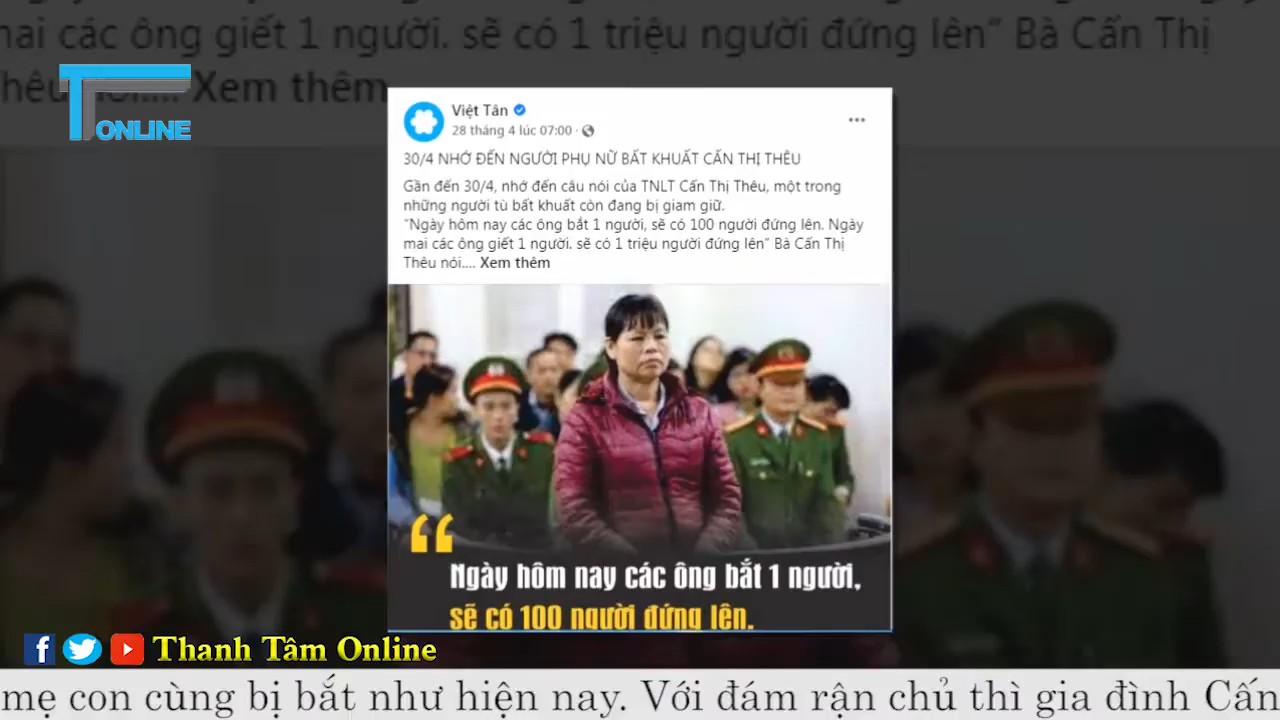 mai các ông giết 1 người. sẽ có 1 triệu người đứng lên” Bà Cấn Thị
Thêu nói.... Xem thêm
T ONLINE
Việt Tân
28 tháng 4 lúc 07:00
30/4 NHỚ ĐẾN NGƯỜI PHỤ NỮ BẤT KHUẤT CẤN THỊ THÊU
Gần đến 30/4, nhớ đến câu nói của TNLT Cấn Thị Thêu, một trong
những người tù bất khuất còn đang bị giam giữ.
“Ngày hôm nay các ông bắt 1 người, sẽ có 100 người đứng lên. Ngày
mai các ông giết 1 người. sẽ có 1 triệu người đứng lên” Bà Cấn Thị
Thêu nói.... Xem thêm
“
Ngày hôm nay các ông bắt 1 người,
sẽ có 100 người đứng lên.
Thanh Tâm Online
mẹ con cùng bị bắt như hiện nay. Với đám rận chủ thì gia đình Cấn